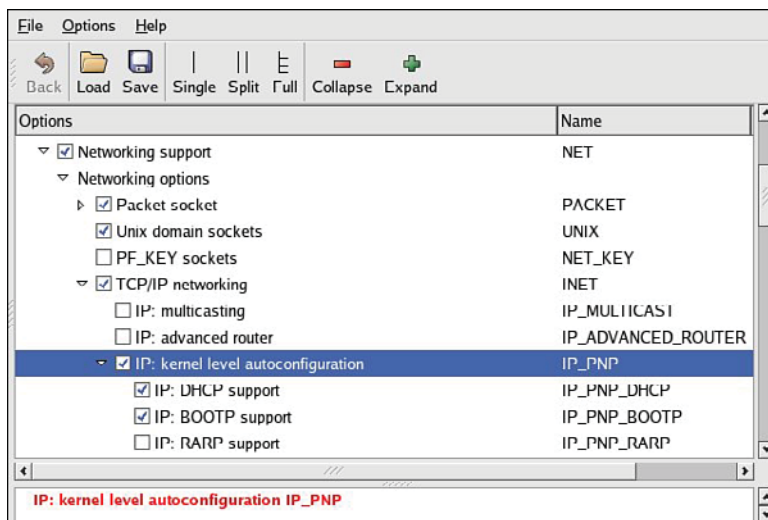 File Options Help
Back Load Save Single Split Full Collapse Expand
Options Name
Networking support NET
Networking options
Packet socket PACKET
Unix domain sockets UNIX
PF_KEY sockets NET_KEY
TCP/IP networking INET
IP: multicasting IP_MULTICAST
IP: advanced router IP_ADVANCED_ROUTER
IP: kernel level autoconfiguration IP_PNP
IP: DHCP support IP_PNP_DHCP
IP: BOOTP support IP_PNP_BOOTP
IP: RARP support IP_PNP_RARP
IP: kernel level autoconfiguration IP_PNP